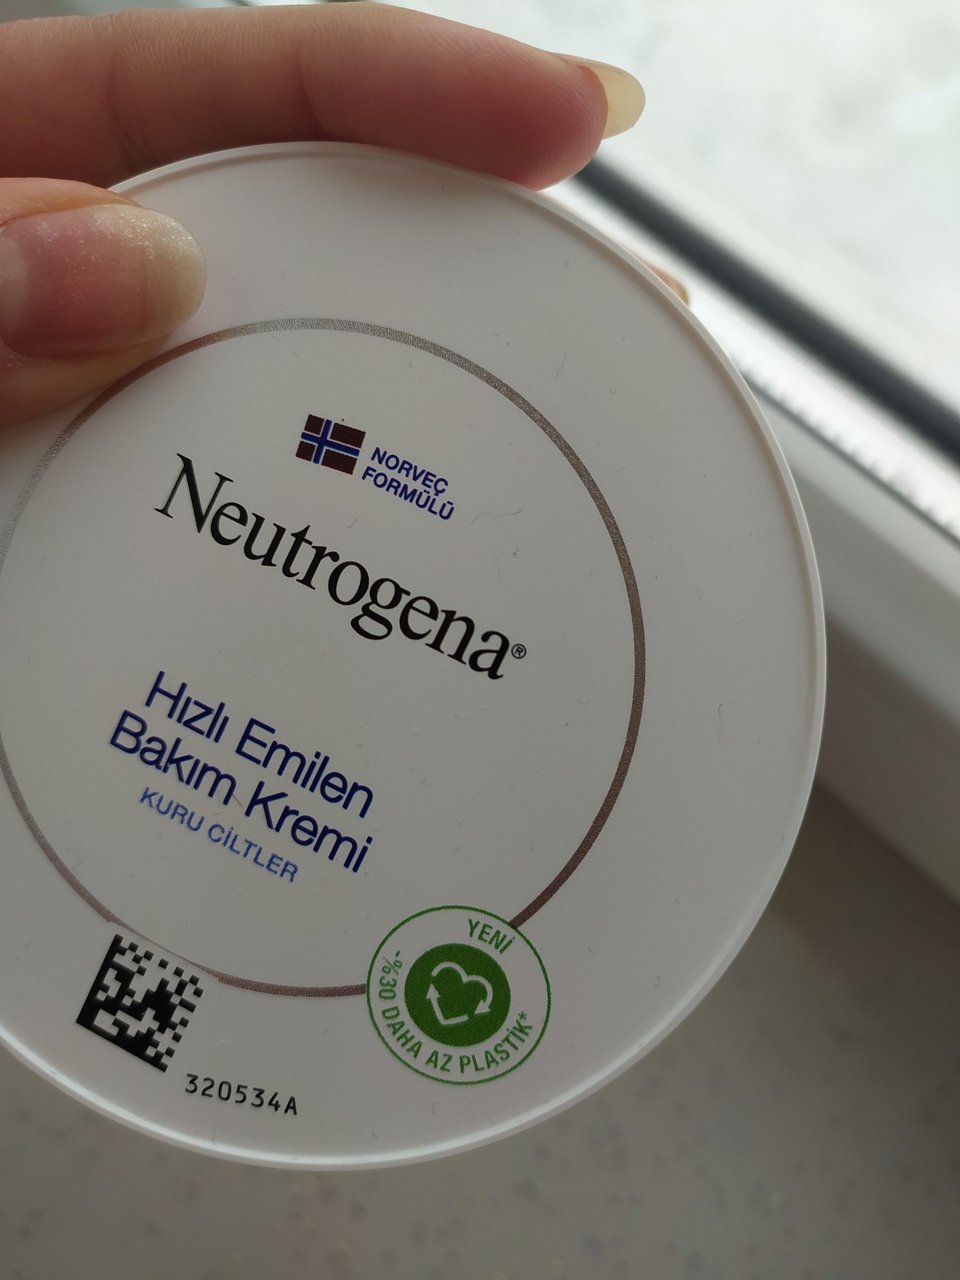 NORVEÇ
FORMÜLÜ
Neutrogena®
Hızlı Emilen
Bakım Kremi
KURU CİLTLER
YENİ
-%30 DAHA AZ PLASTİK*
320534A